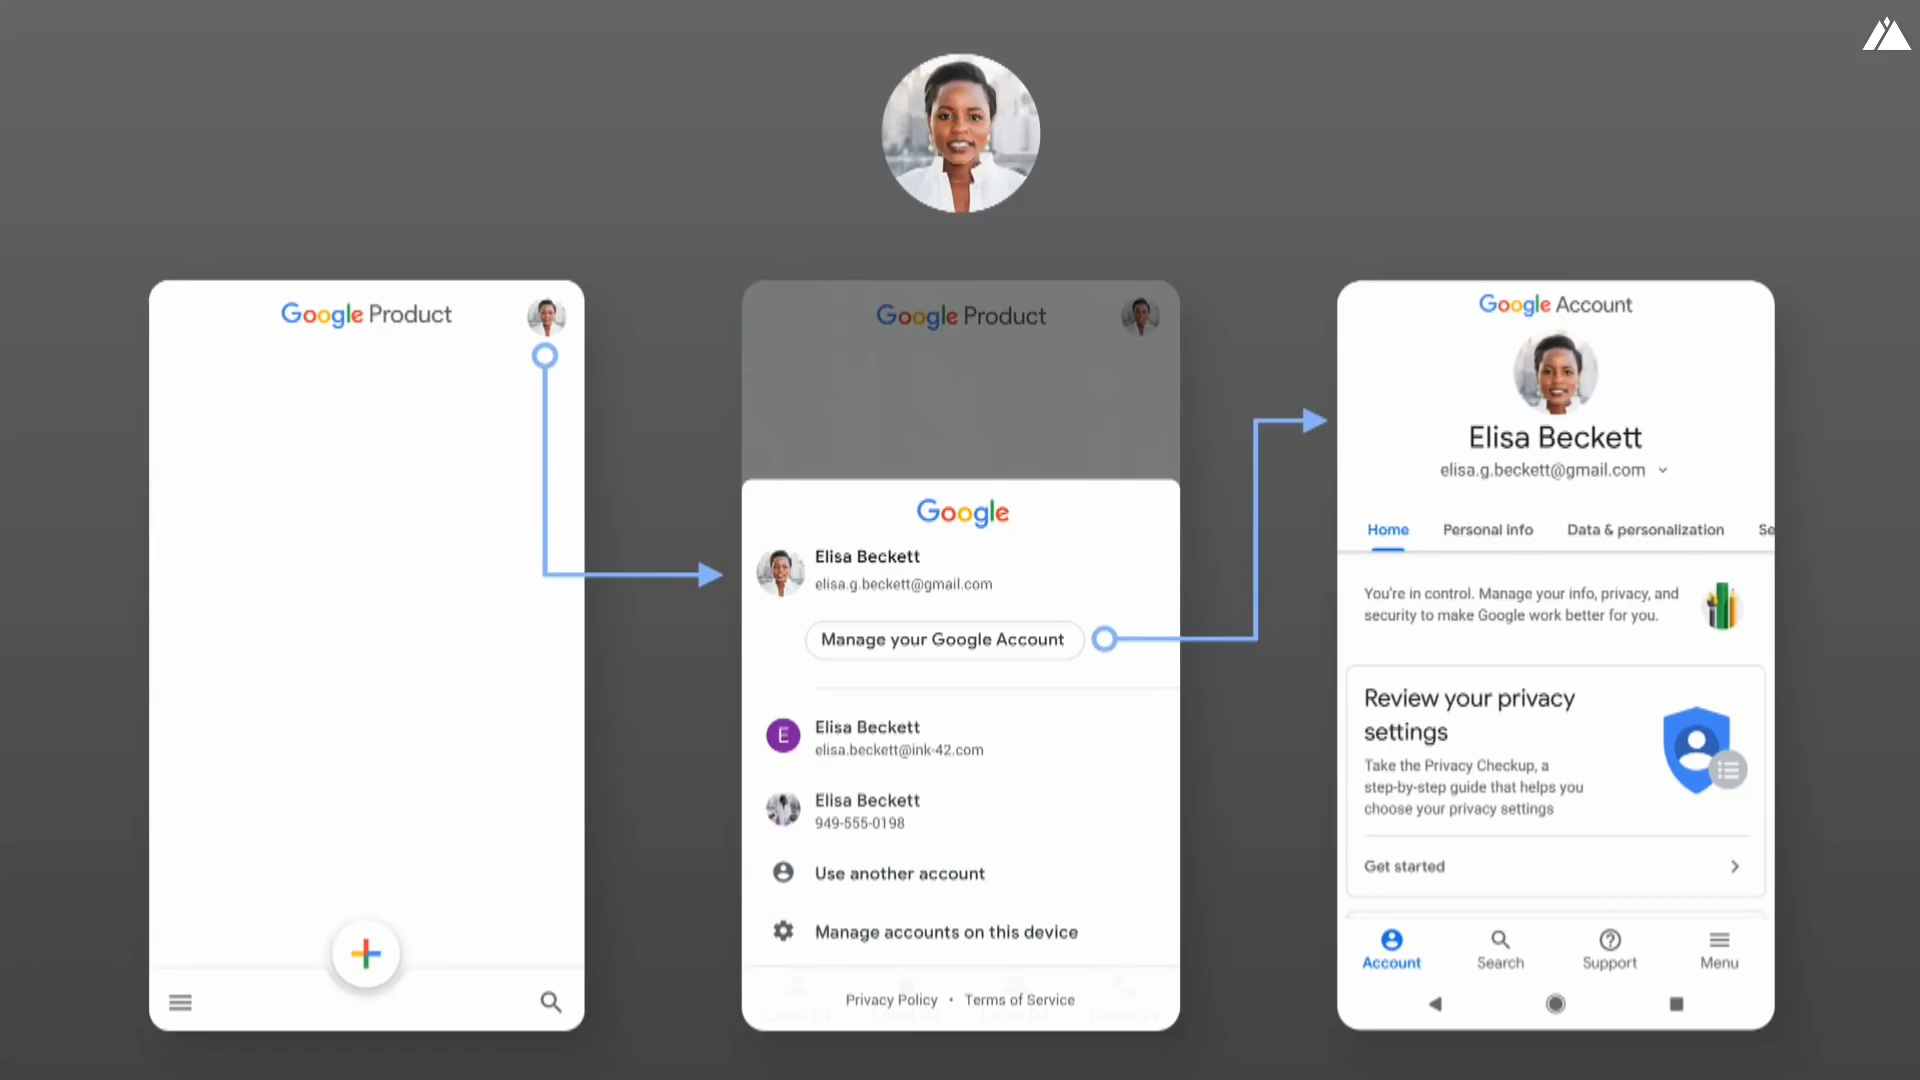 Google Product
Google Product
Google
Elisa Beckett
elisa.g.beckett@gmail.com
Manage your Google Account
E
Elisa Beckett
elisa.beckett@ink-42.com
Elisa Beckett
949-555-0198
Use another account
Manage accounts on this device
Privacy Policy • Terms of Service
Google Account
Elisa Beckett
elisa.g.beckett@gmail.com
Home Personal info Data & personalization Se
You're in control. Manage your info, privacy, and
security to make Google work better for you.
Review your privacy
settings
Take the Privacy Checkup, a
step-by-step guide that helps you
choose your privacy settings
Get started
Account Search Support Menu